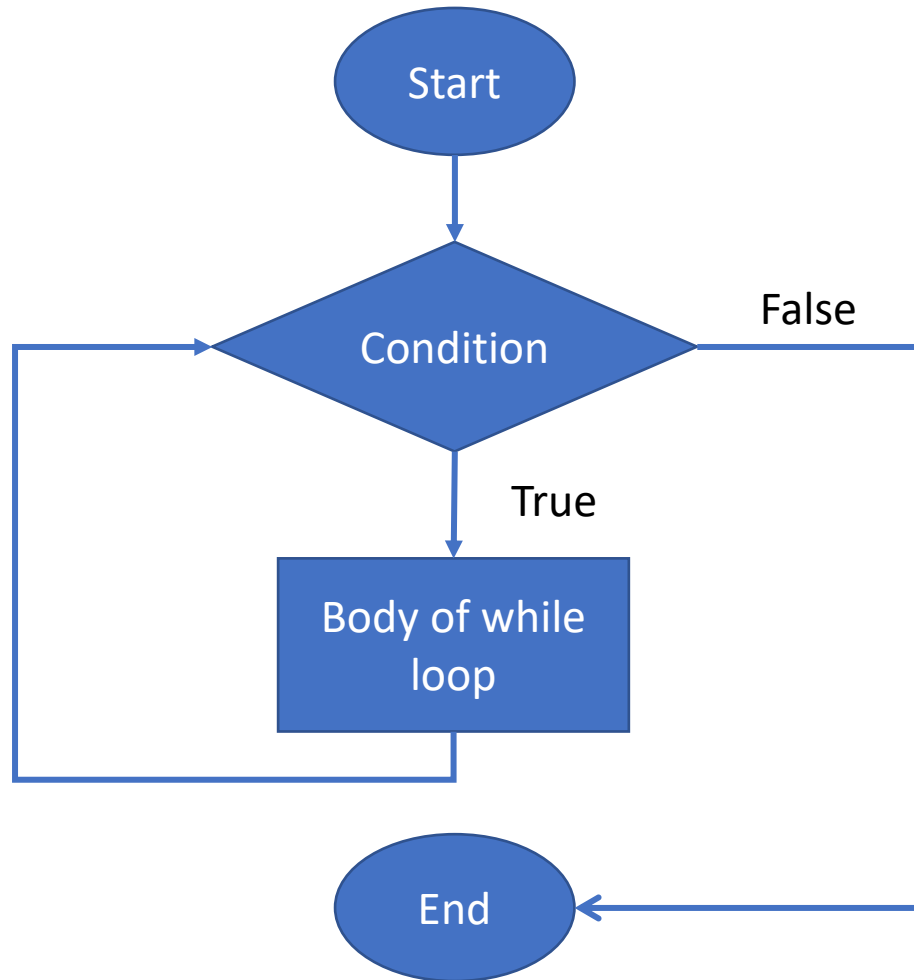 Start
Condition
False
True
Body of while
loop
End